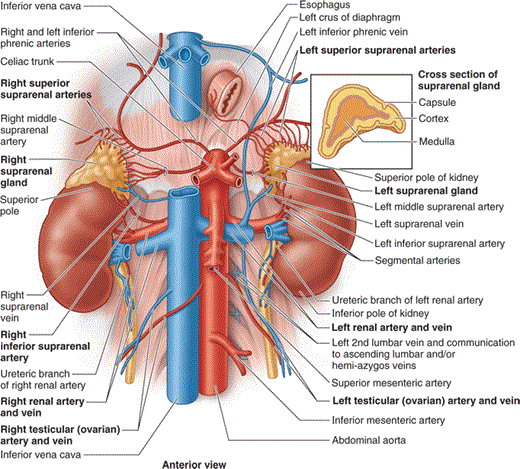 Inferior vena cava
Right and left inferior
phrenic arteries
Celiac trunk
Right superior
suprarenal arteries
Right middle
suprarenal
artery
Right
suprarenal
gland
Superior
pole
Right
suprarenal
vein
Right
inferior suprarenal
artery
Ureteric branch
of right renal artery
Right renal artery
and vein
Right testicular (ovarian)
artery and vein
Inferior vena cava
Esophagus
Left crus of diaphragm
Left inferior phrenic vein
Left superior suprarenal arteries
Cross section of
suprarenal gland
Capsule
Cortex
Medulla
Superior pole of kidney
Left suprarenal gland
Left middle suprarenal artery
Left suprarenal vein
Left inferior suprarenal artery
Segmental arteries
Ureteric branch of left renal artery
Inferior pole of kidney
Left renal artery and vein
Left 2nd lumbar vein and communication
to ascending lumbar and/or
hemi-azygos veins
Superior mesenteric artery
Left testicular (ovarian) artery and vein
Inferior mesenteric artery
Abdominal aorta
Anterior view